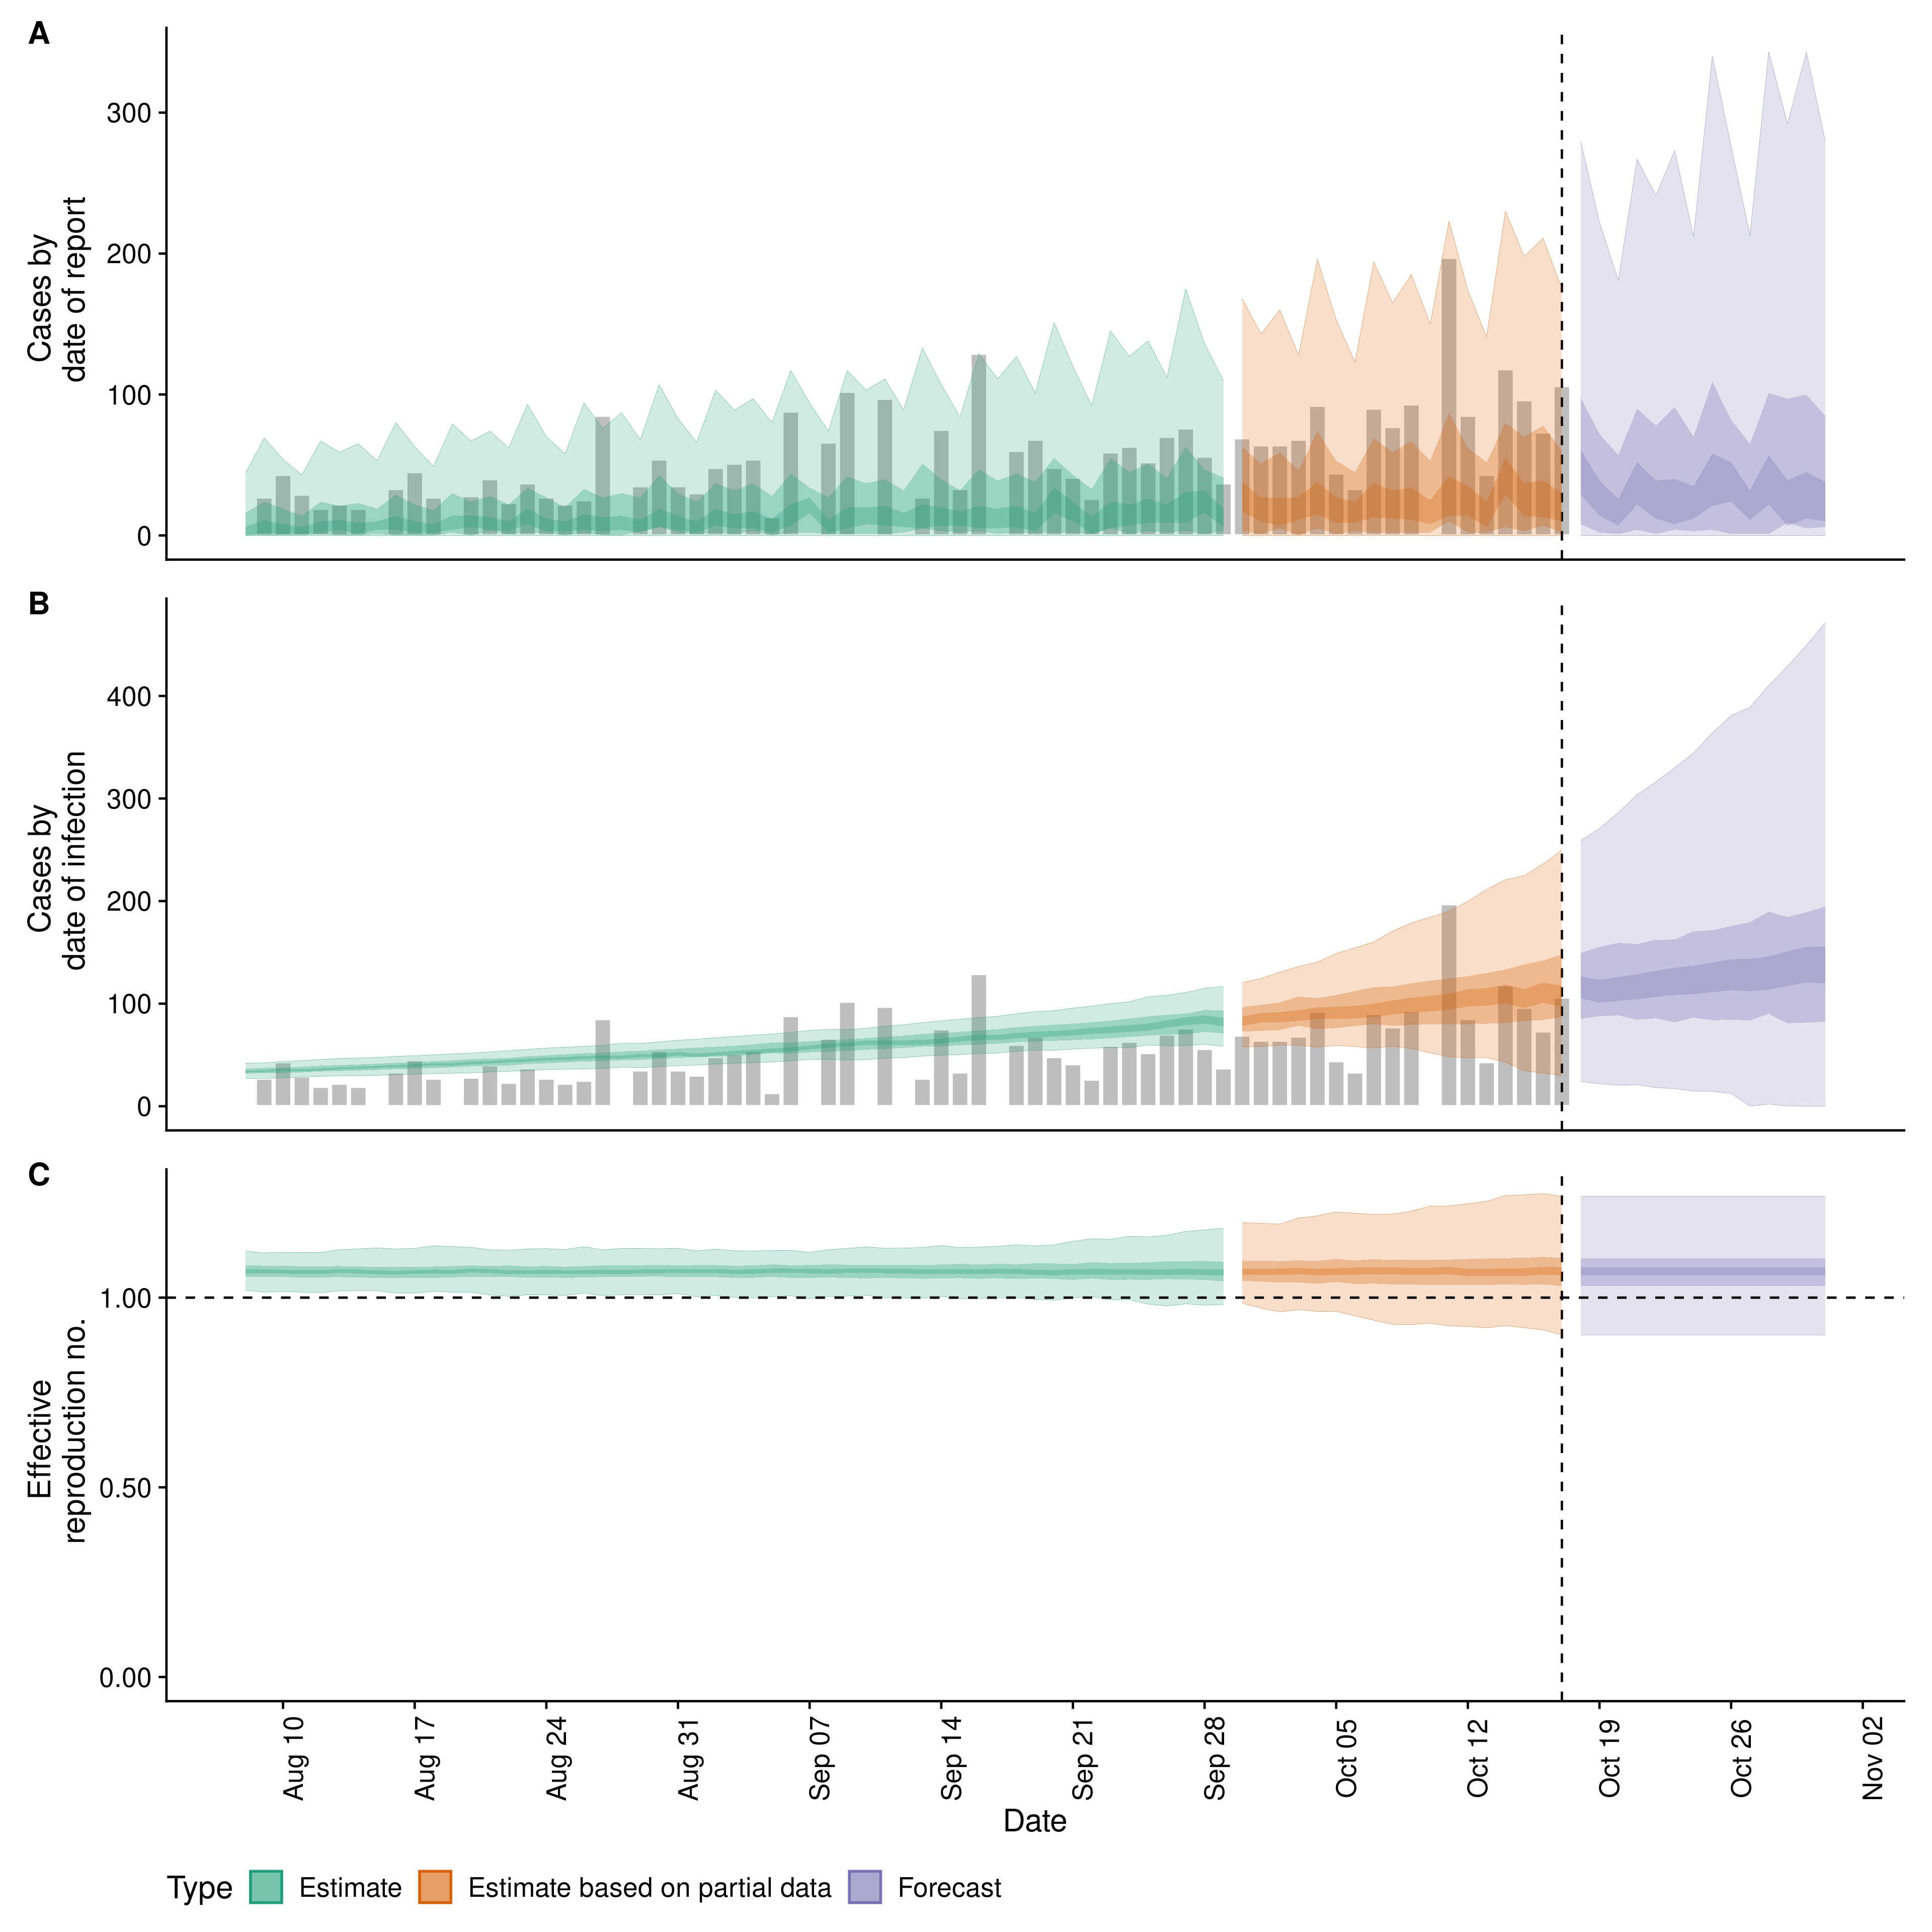 A
Cases by
date of report
300
200
100
0
B
Cases by
date of infection
400
300
200
100
0
C
Effective
reproduction no.
1.00
0.50
0.00
Aug 10
Aug 17
Aug 24
Aug 31
Sep 07
Sep 14
Sep 21
Sep 28
Oct 05
Oct 12
Oct 19
Oct 26
Nov 02
Date
Type Estimate Estimate based on partial data Forecast